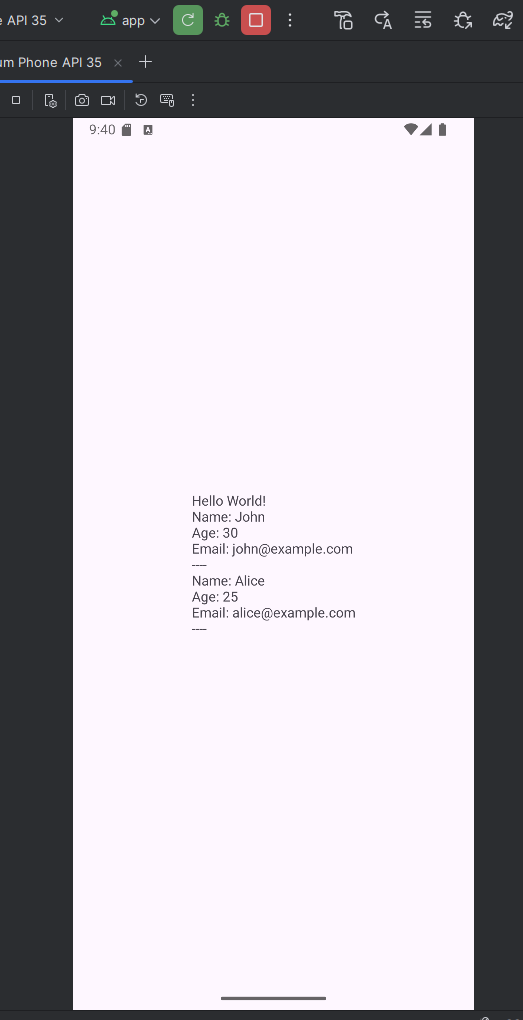 API 35
app
um Phone API 35
9:40
Hello World!
Name: John
Age: 30
Email: john@example.com
----
Name: Alice
Age: 25
Email: alice@example.com
----